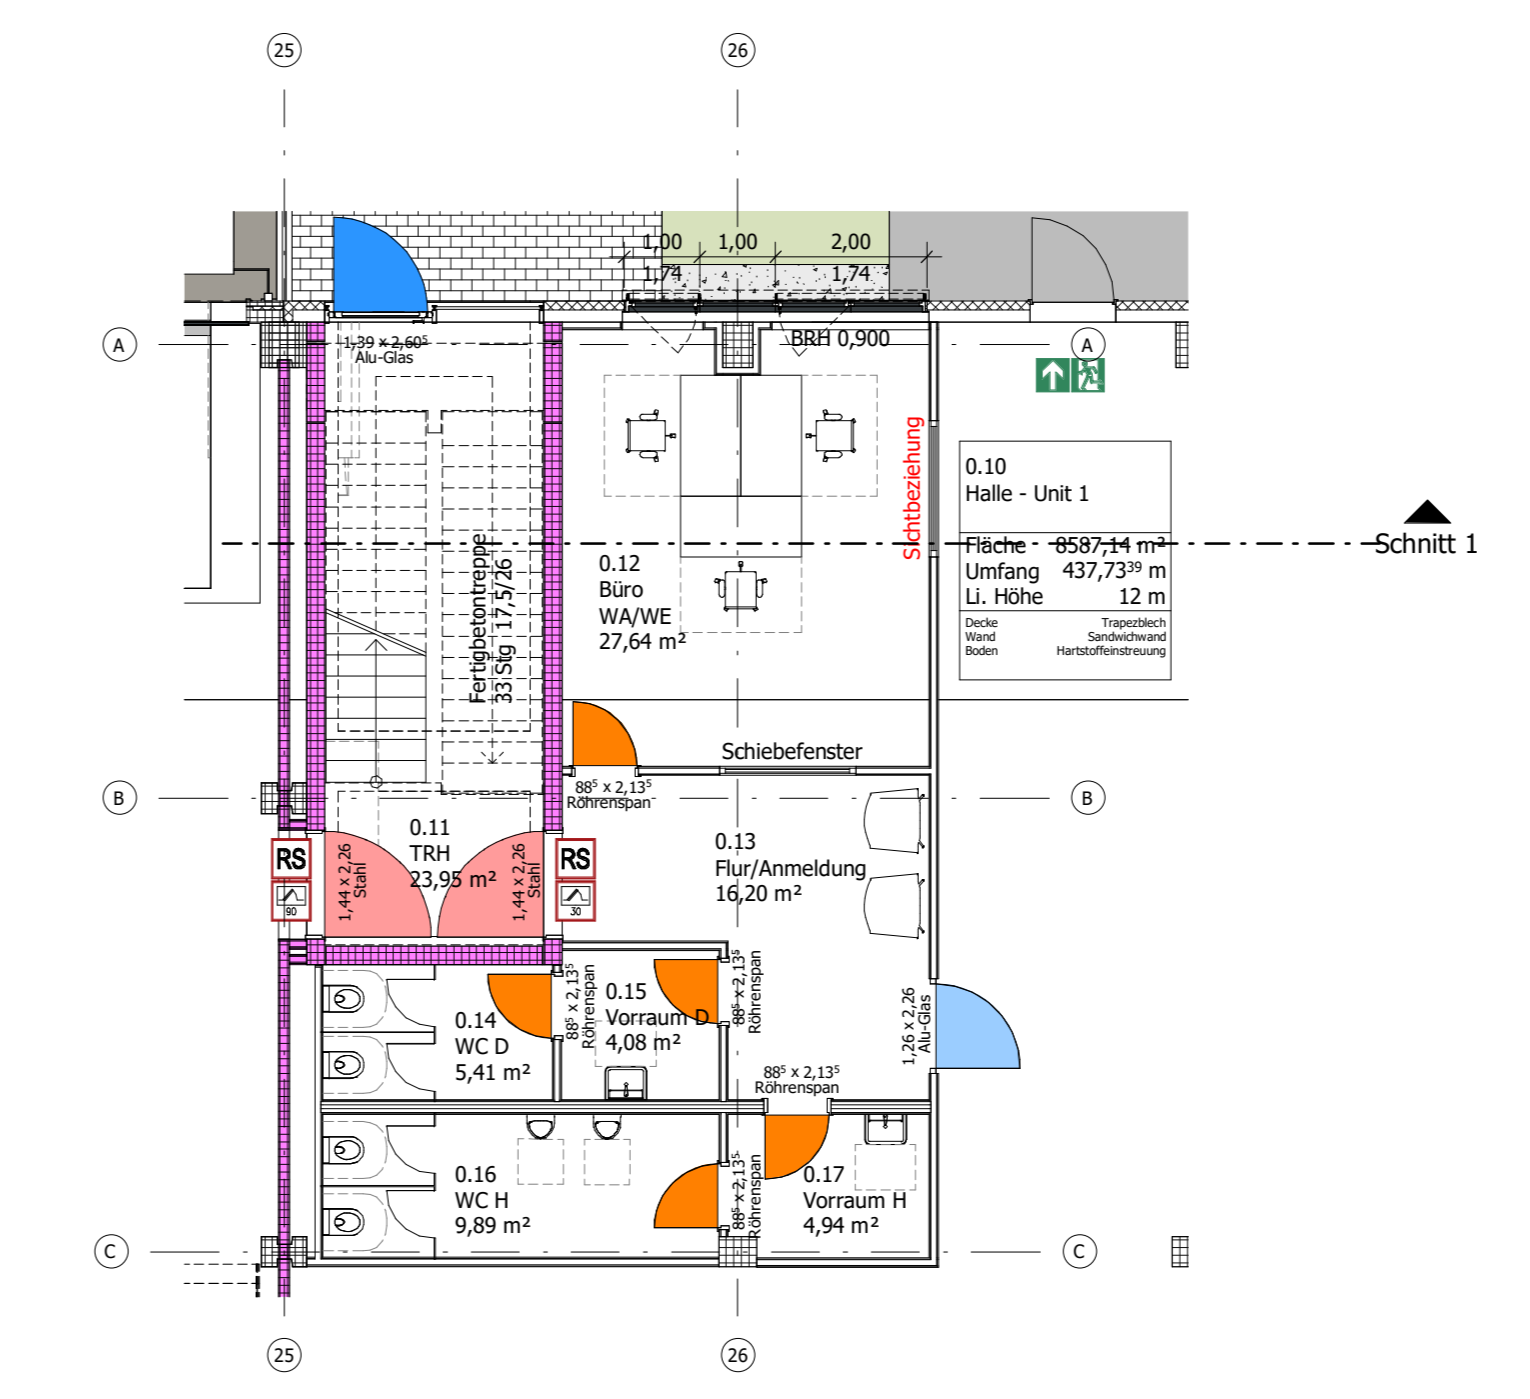 25
26
1,00
1,00
2,00
1,74
1,74
A
1,39 x 2,60⁵
Alu-Glas
BRH 0,900
A
Sichtbeziehung
0.10
Halle - Unit 1
Fläche 8587,14 m²
Umfang 437,73³⁹ m
Li. Höhe 12 m
Decke Trapezblech
Wand Sandwichwand
Boden Hartstoffeinstreuung
Schnitt 1
Fertigbetontreppe
33 Stg 17,5/26
0.12
Büro
WA/WE
27,64 m²
Schiebefenster
88⁵ x 2,13⁵
Röhrenspan
B
B
0.11
TRH
23,95 m²
RS
90
1,44 x 2,26
Stahl
1,44 x 2,26
Stahl
RS
30
0.13
Flur/Anmeldung
16,20 m²
88⁵ x 2,13⁵
Röhrenspan
0.15
Vorraum D
4,08 m²
88⁵ x 2,13⁵
Röhrenspan
0.14
WC D
5,41 m²
1,26 x 2,26
Alu-Glas
88⁵ x 2,13⁵
Röhrenspan
0.16
WC H
9,89 m²
88⁵ x 2,13⁵
Röhrenspan
0.17
Vorraum H
4,94 m²
C
C
25
26